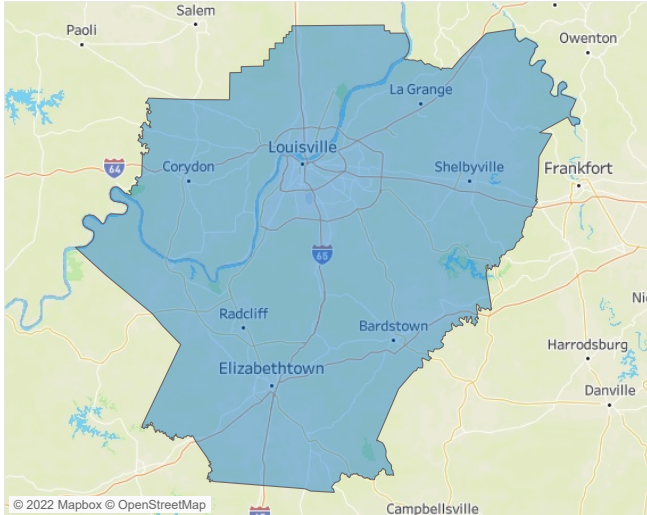 Salem
Paoli
Owenton
La Grange
Louisville
64
Corydon
Shelbyville
Frankfort
65
Radcliff
Bardstown
Harrodsburg
Elizabethtown
Danville
© 2022 Mapbox © OpenStreetMap
Campbellsville